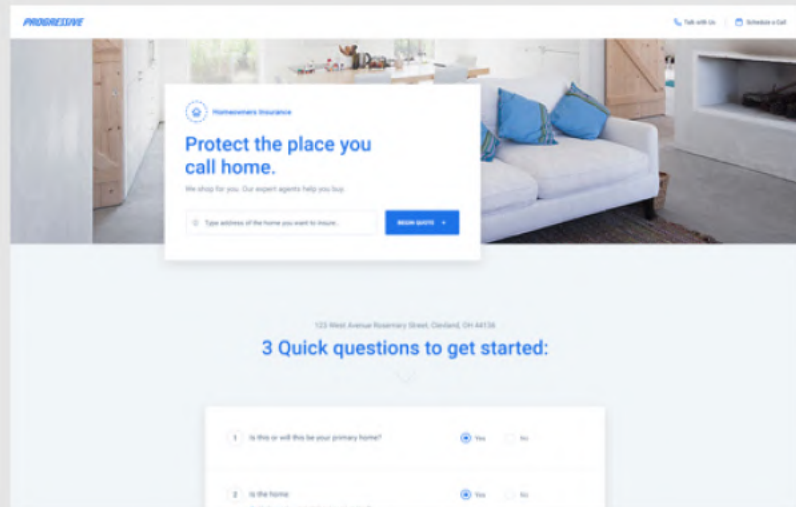 PROGRESSIVE
Talk with Us
Schedule a Call
Homeowners Insurance
Protect the place you
call home.
We shop for you. Our expert agents help you buy.
Type address of the home you want to insure..
BEGIN QUOTE
123 West Avenue Rosemary Street, Clevland, OH 44136
3 Quick questions to get started:
1 Is this or will this be your primary home? Yes No
2 Is the home Yes No